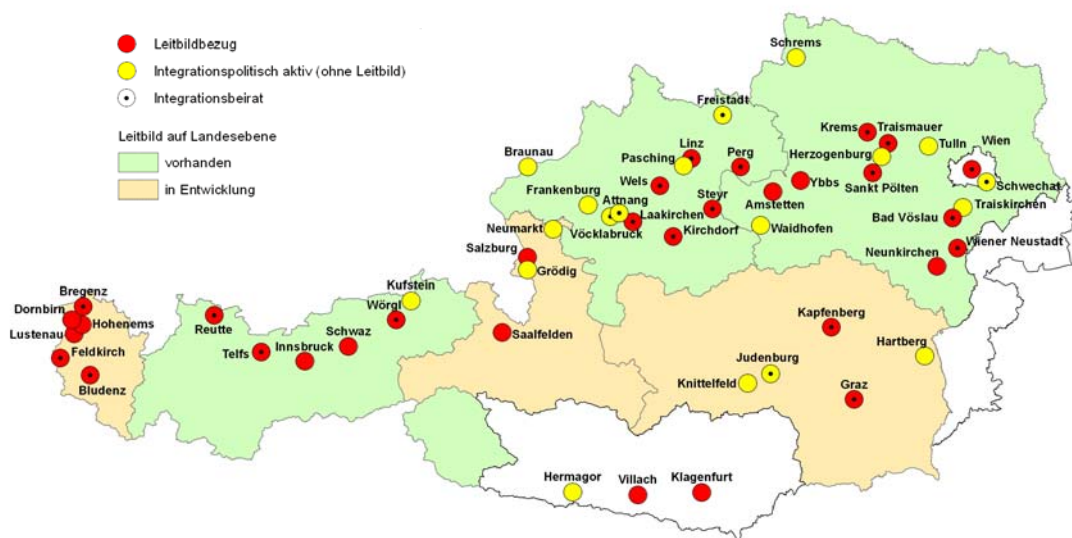 Leitbildbezug
Integrationspolitisch aktiv (ohne Leitbild)
Integrationsbeirat
Leitbild auf Landesebene
vorhanden
in Entwicklung
Schrems
Freistadt
Krems
Traismauer
Herzogenburg
Tulln
Wien
Linz
Pasching
Perg
Braunau
Wels
Ybbs
Sankt Pölten
Schwechat
Frankenburg
Attnang
Steyr
Amstetten
Traiskirchen
Laakirchen
Bad Vöslau
Neumarkt
Vöcklabruck
Kirchdorf
Waidhofen
Wiener Neustadt
Salzburg
Neunkirchen
Grödig
Bregenz
Kufstein
Dornbirn
Wörgl
Hohenems
Reutte
Lustenau
Schwaz
Saalfelden
Kapfenberg
Feldkirch
Telfs
Innsbruck
Hartberg
Judenburg
Bludenz
Knittelfeld
Graz
Hermagor
Villach
Klagenfurt